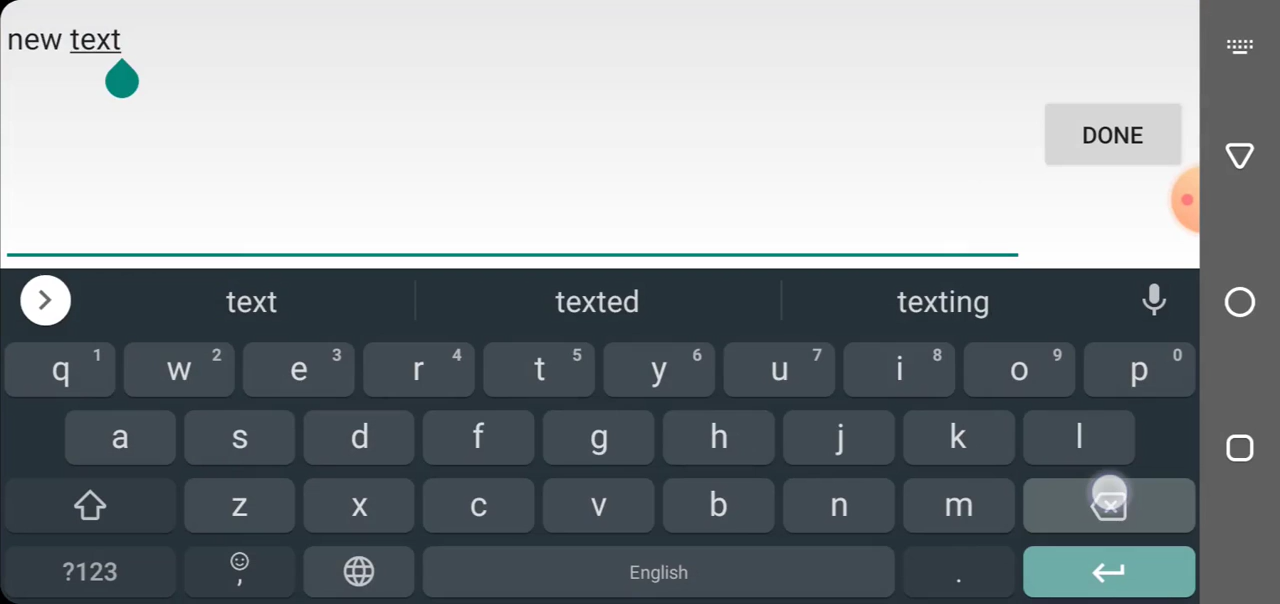 new text
DONE
text texted texting
q 1 w 2 e 3 r 4 t 5 y 6 u 7 i 8 o 9 p 0
a s d f g h j k l
z x c v b n m
?123 , English .